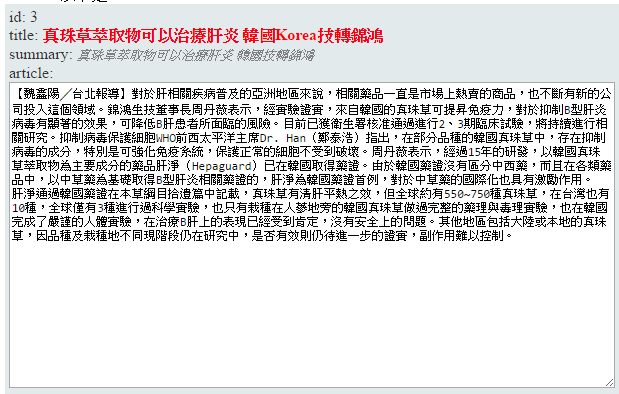 id: 3
title: 真珠草萃取物可以治療肝炎 韓國Korea技轉錦鴻
summary: 真珠草萃取物可以治療肝炎 韓國技轉錦鴻
article:
【魏鑫陽／台北報導】對於肝相關疾病普及的亞洲地區來說，相關藥品一直是市場上熱賣的商品，也不斷有新的公
司投入這個領域。錦鴻生技董事長周丹薇表示，經實驗證實，來自韓國的真珠草可提昇免疫力，對於抑制B型肝炎
病毒有顯著的效果，可降低B肝患者所面臨的風險。目前已獲衛生署核准通過進行2、3期臨床試驗，將持續進行相
關研究。抑制病毒保護細胞WHO前西太平洋主席Dr. Han（鄭泰浩）指出，在部分品種的韓國真珠草中，存在抑制
病毒的成分，特別是可強化免疫系統，保護正常的細胞不受到破壞。周丹薇表示，經過15年的研發，以韓國真珠
草萃取物為主要成分的藥品肝淨（Hepaguard）已在韓國取得藥證。由於韓國藥證沒有區分中西藥，而且在各類藥
品中，以中草藥為基礎取得B型肝炎相關藥證的，肝淨為韓國藥證首例，對於中草藥的國際化也具有激勵作用。
肝淨通過韓國藥證在本草綱目拾遺篇中記載，真珠草有清肝平熱之效，但全球約有550~750種真珠草，在台灣也有
10種，全球僅有3種進行過科學實驗，也只有栽種在人蔘地旁的韓國真珠草做過完整的藥理與毒理實驗，也在韓國
完成了嚴謹的人體實驗，在治療B肝上的表現已經受到肯定，沒有安全上的問題。其他地區包括大陸或本地的真珠
草，因品種及栽種地不同現階段仍在研究中，是否有效則仍待進一步的證實，副作用難以控制。